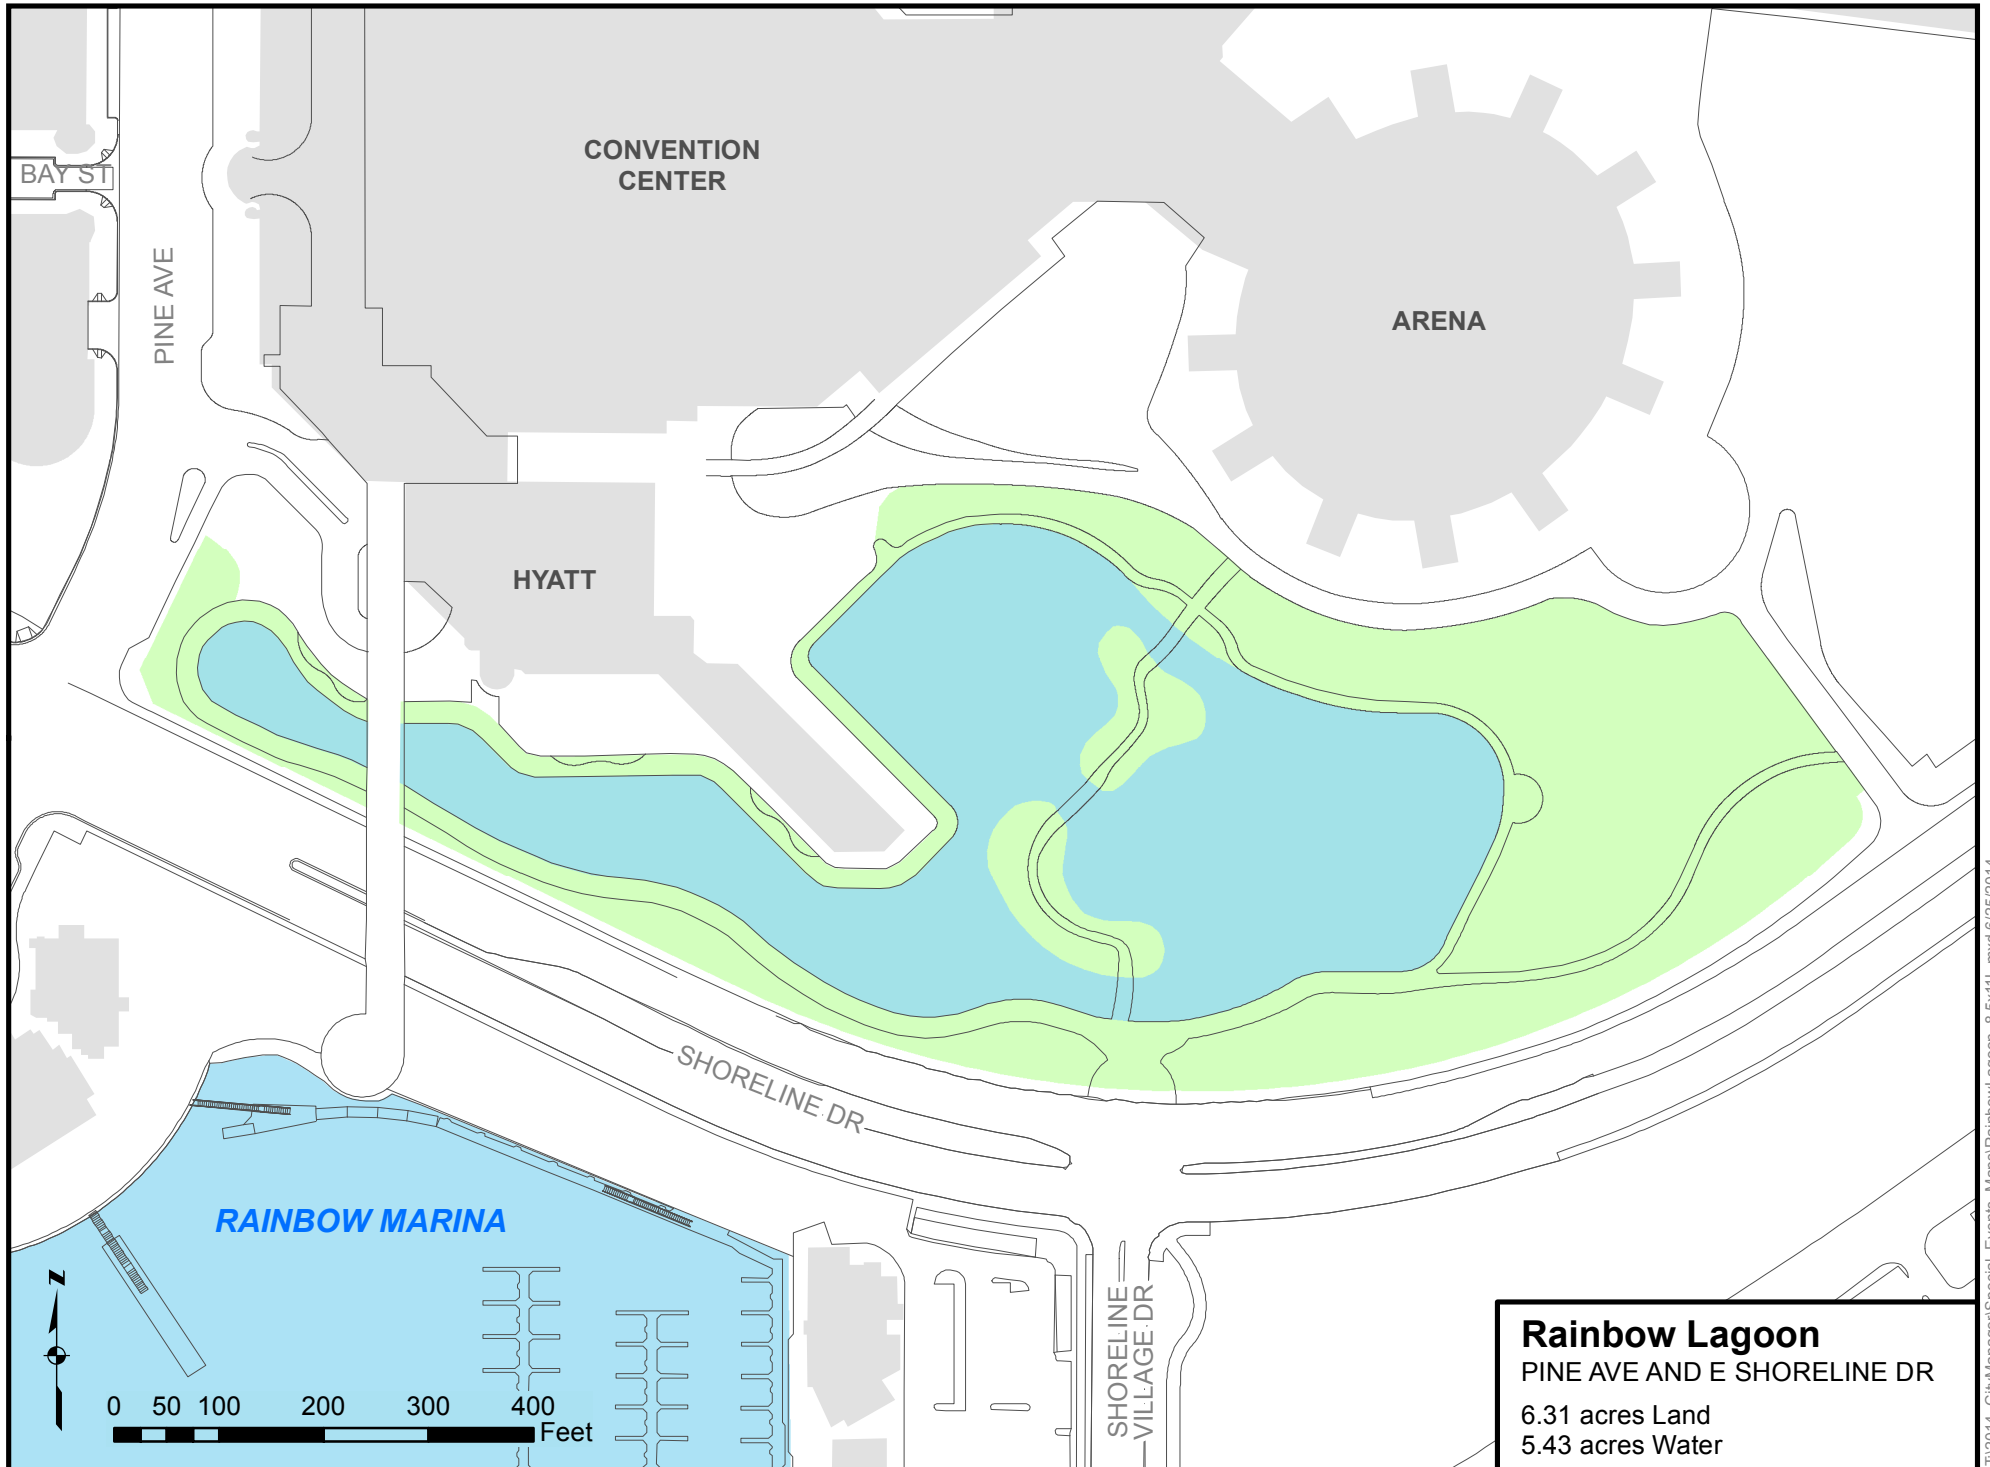 CONVENTION
CENTER
BAY ST
PINE AVE
ARENA
HYATT
SHORELINE DR
RAINBOW MARINA
SHORELINE
VILLAGE DR
Z
0 50 100 200 300 400
Feet
Rainbow Lagoon
PINE AVE AND E SHORELINE DR
6.31 acres Land
5.43 acres Water